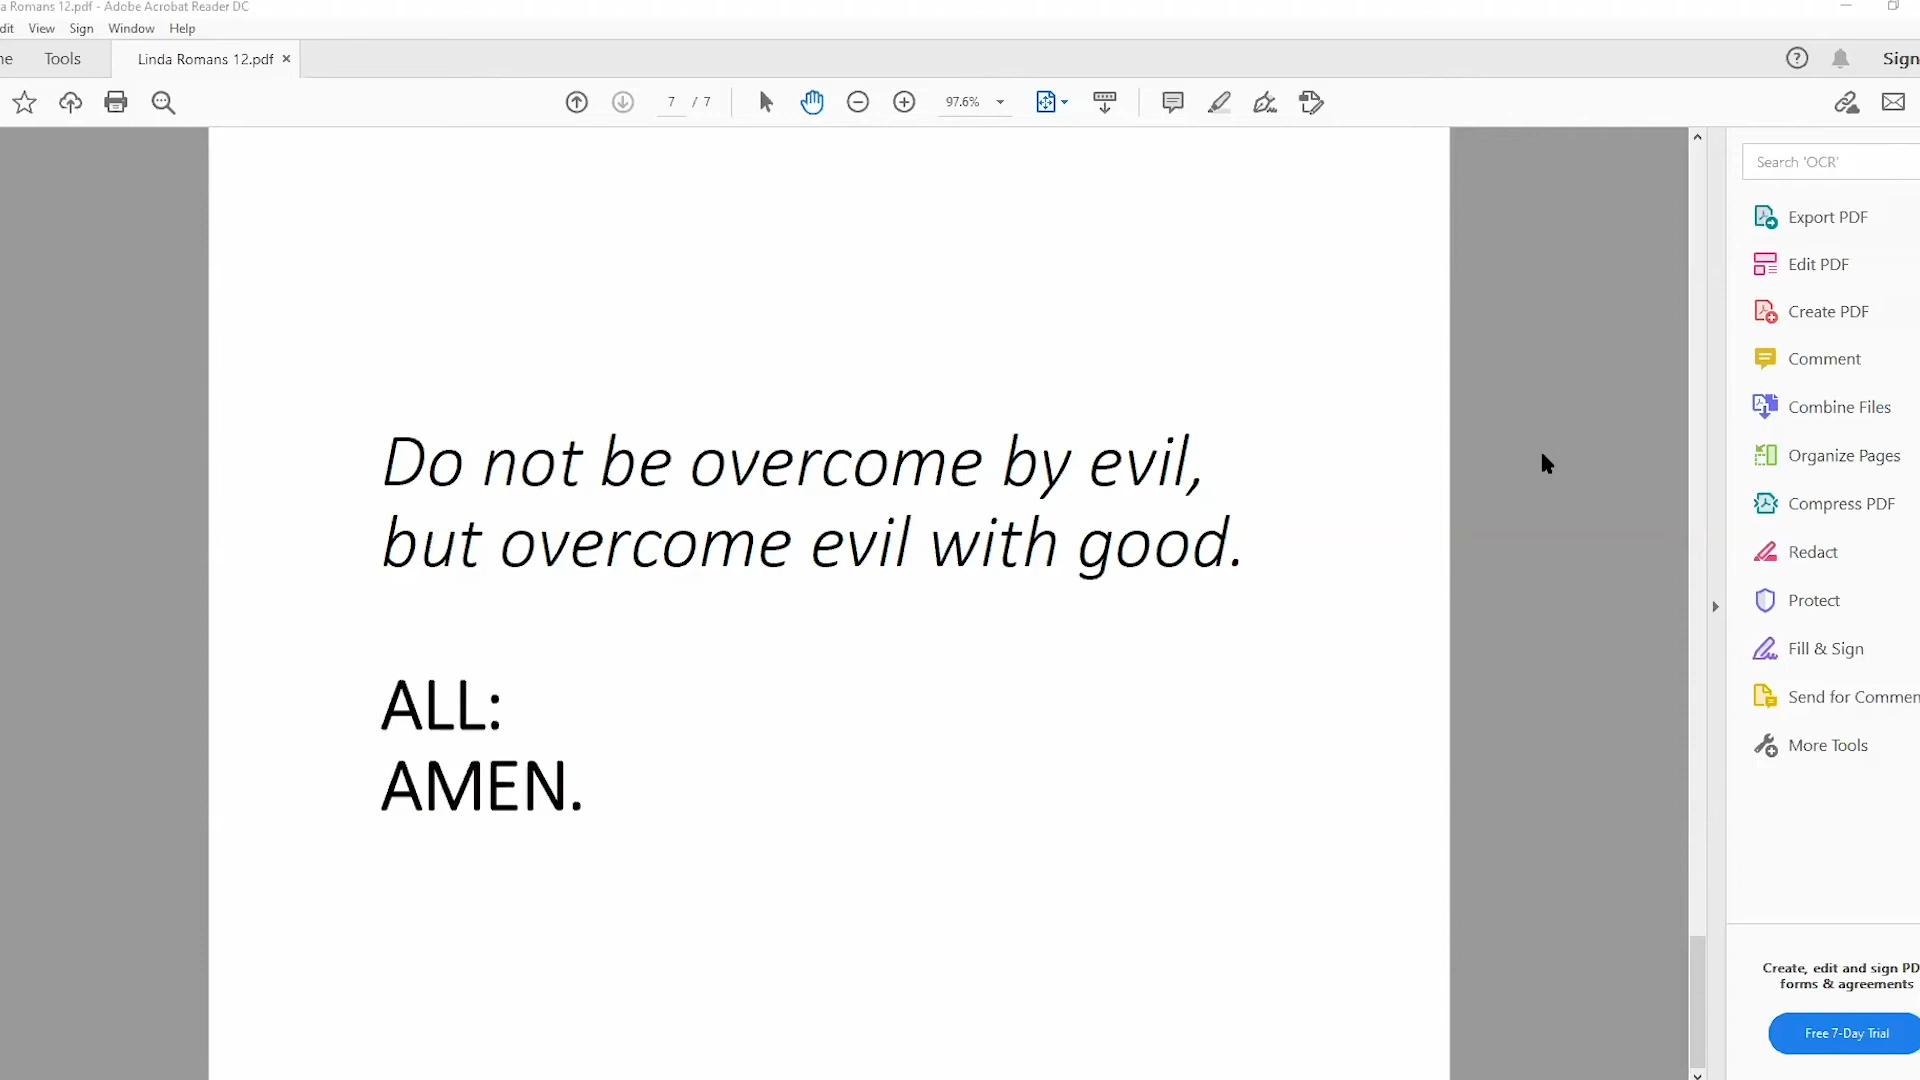 a Romans 12.pdf - Adobe Acrobat Reader DC
dit View Sign Window Help
ne Tools Linda Romans 12.pdf × Sign
7 / 7 97.6%
Search 'OCR'
Export PDF
Edit PDF
Create PDF
Comment
Combine Files
Organize Pages
Compress PDF
Redact
Protect
Fill & Sign
Send for Commen
More Tools
Do not be overcome by evil,
but overcome evil with good.
ALL:
AMEN.
Create, edit and sign PD
forms & agreements
Free 7-Day Trial